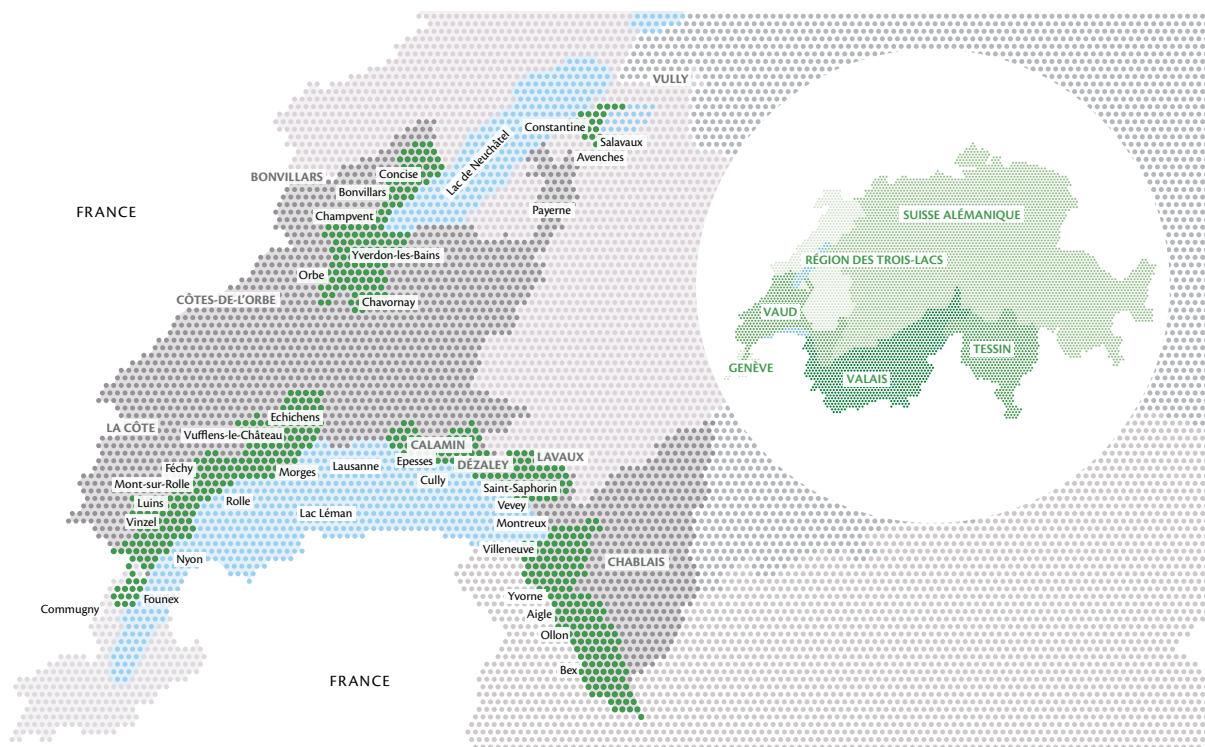 VULLY
Constantine
Salavaux
Avenches
Lac de Neuchâtel
Concise
BONVILLARS
Bonvillars
FRANCE
Champvent
Payerne
Yverdon-les-Bains
Orbe
CÔTES-DE-L’ORBE
Chavornay
SUISSE ALÉMANIQUE
RÉGION DES TROIS-LACS
VAUD
TESSIN
GENÈVE
VALAIS
Echichens
LA CÔTE
Vufflens-le-Château
CALAMIN
LAVAUX
Epesses
DÉZALEY
Féchy
Morges
Lausanne
Mont-sur-Rolle
Cully
Saint-Saphorin
Luins
Rolle
Vevey
Lac Léman
Vinzel
Montreux
Villeneuve
Nyon
CHABLAIS
Yvorne
Founex
Commugny
Aigle
Ollon
Bex
FRANCE